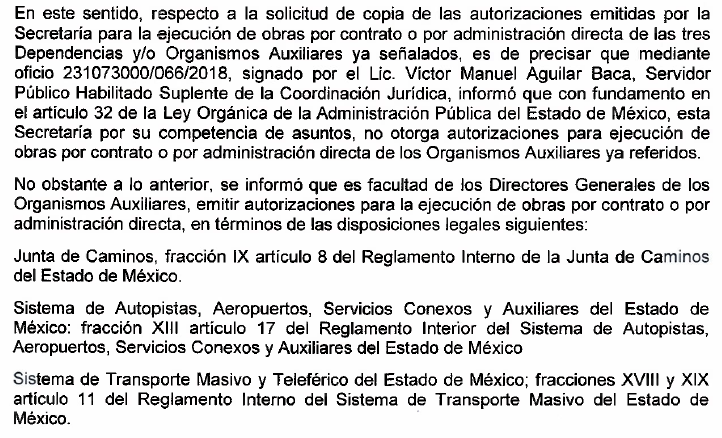 En este sentido, respecto a la solicitud de copia de las autorizaciones emitidas por la
Secretaría para la ejecución de obras por contrato o por administración directa de las tres
Dependencias y/o Organismos Auxiliares ya señalados, es de precisar que mediante
oficio 231073000/066/2018, signado por el Lic. Víctor Manuel Aguilar Baca, Servidor
Público Habilitado Suplente de la Coordinación Jurídica, informó que con fundamento en
el artículo 32 de la Ley Orgánica de la Administración Pública del Estado de México, esta
Secretaría por su competencia de asuntos, no otorga autorizaciones para ejecución de
obras por contrato o por administración directa de los Organismos Auxiliares ya referidos.
No obstante a lo anterior, se informó que es facultad de los Directores Generales de los
Organismos Auxiliares, emitir autorizaciones para la ejecución de obras por contrato o por
administración directa, en términos de las disposiciones legales siguientes:
Junta de Caminos, fracción IX artículo 8 del Reglamento Interno de la Junta de Caminos
del Estado de México.
Sistema de Autopistas, Aeropuertos, Servicios Conexos y Auxiliares del Estado de
México: fracción XIII artículo 17 del Reglamento Interior del Sistema de Autopistas,
Aeropuertos, Servicios Conexos y Auxiliares del Estado de México
Sistema de Transporte Masivo y Teleférico del Estado de México; fracciones XVIII y XIX
artículo 11 del Reglamento Interno del Sistema de Transporte Masivo del Estado de
México.